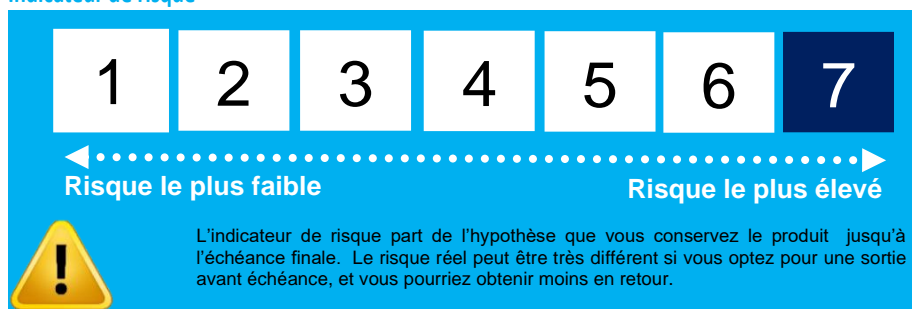 Indicateur de risque
1 2 3 4 5 6 7
Risque le plus faible Risque le plus élevé
L'indicateur de risque part de l'hypothèse que vous conservez le produit jusqu'à
l'échéance finale. Le risque réel peut être très différent si vous optez pour une sortie
avant échéance, et vous pourriez obtenir moins en retour.